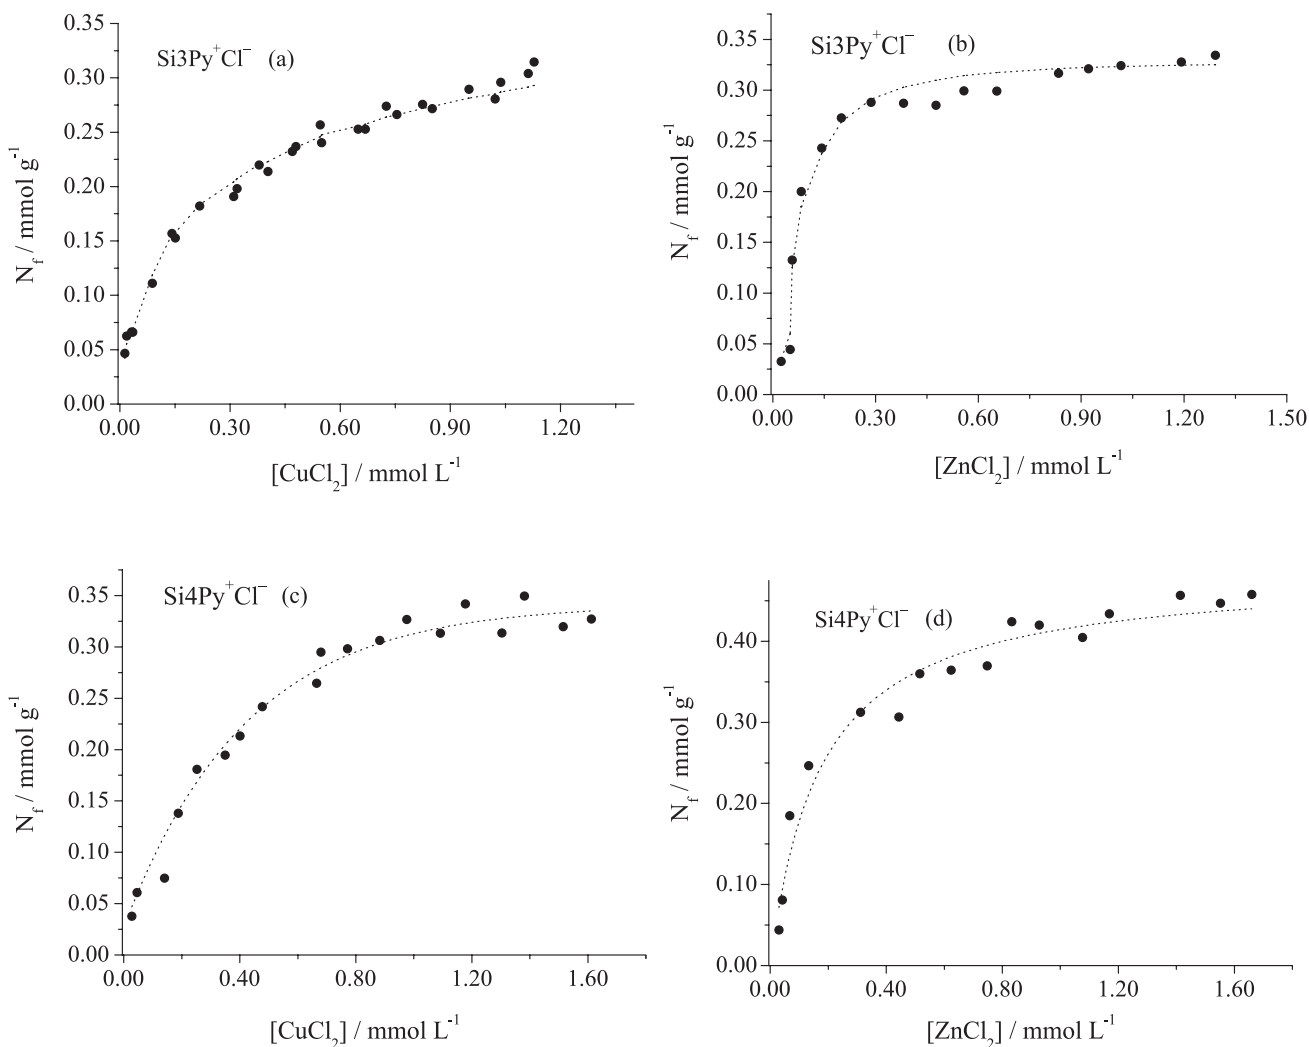 Si3Py⁺Cl⁻ (a)
N_f / mmol g⁻¹
0.35
0.30
0.25
0.20
0.15
0.10
0.05
0.00
0.00 0.30 0.60 0.90 1.20
[CuCl₂] / mmol L⁻¹
Si3Py⁺Cl⁻ (b)
N_f / mmol g⁻¹
0.35
0.30
0.25
0.20
0.15
0.10
0.05
0.00
0.00 0.30 0.60 0.90 1.20 1.50
[ZnCl₂] / mmol L⁻¹
Si4Py⁺Cl⁻ (c)
N_f / mmol g⁻¹
0.35
0.30
0.25
0.20
0.15
0.10
0.05
0.00
0.00 0.40 0.80 1.20 1.60
[CuCl₂] / mmol L⁻¹
Si4Py⁺Cl⁻ (d)
N_f / mmol g⁻¹
0.40
0.30
0.20
0.10
0.00
0.00 0.40 0.80 1.20 1.60
[ZnCl₂] / mmol L⁻¹